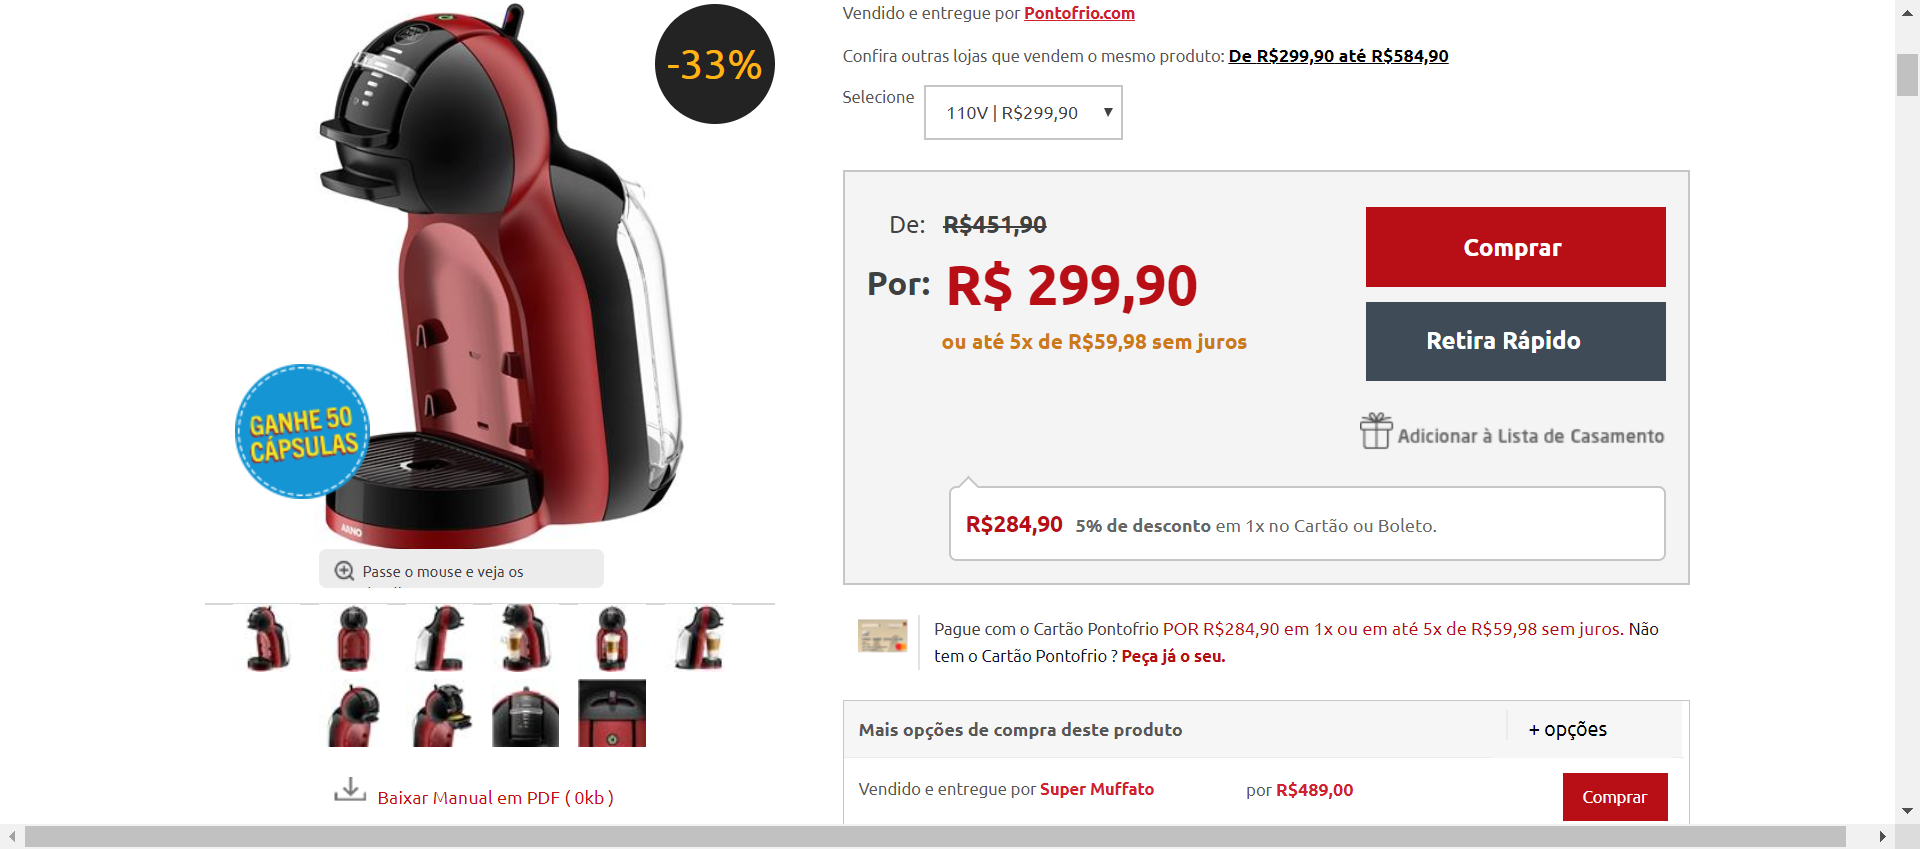 -33%
GANHE 50
CÁPSULAS
ARNO
Passe o mouse e veja os
Baixar Manual em PDF ( 0kb )
Vendido e entregue por Pontofrio.com
Confira outras lojas que vendem o mesmo produto: De R$299,90 até R$584,90
Selecione
110V | R$299,90
De: R$451,90
Por: R$ 299,90
ou até 5x de R$59,98 sem juros
Comprar
Retira Rápido
Adicionar à Lista de Casamento
R$284,90 5% de desconto em 1x no Cartão ou Boleto.
Pague com o Cartão Pontofrio POR R$284,90 em 1x ou em até 5x de R$59,98 sem juros. Não
tem o Cartão Pontofrio ? Peça já o seu.
Mais opções de compra deste produto
+ opções
Vendido e entregue por Super Muffato
por R$489,00
Comprar